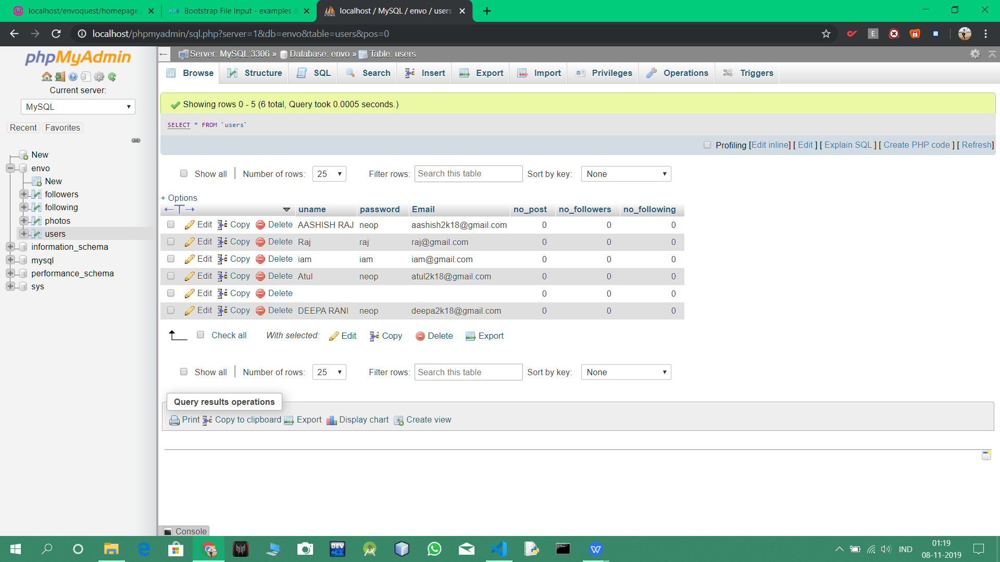 localhost/envoquest/homepage.
Bootstrap File Input - examples &
localhost / MySQL / envo / users
localhost/phpmyadmin/sql.php?server=1&db=envo&table=users&pos=0
phpMyAdmin
Current server:
MySQL
Recent Favorites
New
envo
New
followers
following
photos
users
information_schema
mysql
performance_schema
sys
Server: MySQL:3306 » Database: envo » Table: users
Browse Structure SQL Search Insert Export Import Privileges Operations Triggers
Showing rows 0 - 5 (6 total, Query took 0.0005 seconds.)
SELECT * FROM `users`
Profiling [Edit inline] [ Edit ] [ Explain SQL ] [ Create PHP code ] [ Refresh]
Show all | Number of rows: 25 Filter rows: Search this table Sort by key: None
+ Options
uname password Email no_post no_followers no_following
Edit Copy Delete AASHISH RAJ neop aashish2k18@gmail.com 0 0 0
Edit Copy Delete Raj raj raj@gmail.com 0 0 0
Edit Copy Delete iam iam iam@gmail.com 0 0 0
Edit Copy Delete Atul neop atul2k18@gmail.com 0 0 0
Edit Copy Delete 0 0 0
Edit Copy Delete DEEPA RANI neop deepa2k18@gmail.com 0 0 0
Check all With selected: Edit Copy Delete Export
Show all | Number of rows: 25 Filter rows: Search this table Sort by key: None
Query results operations
Print Copy to clipboard Export Display chart Create view
Console
DEV
IND
01:19
08-11-2019